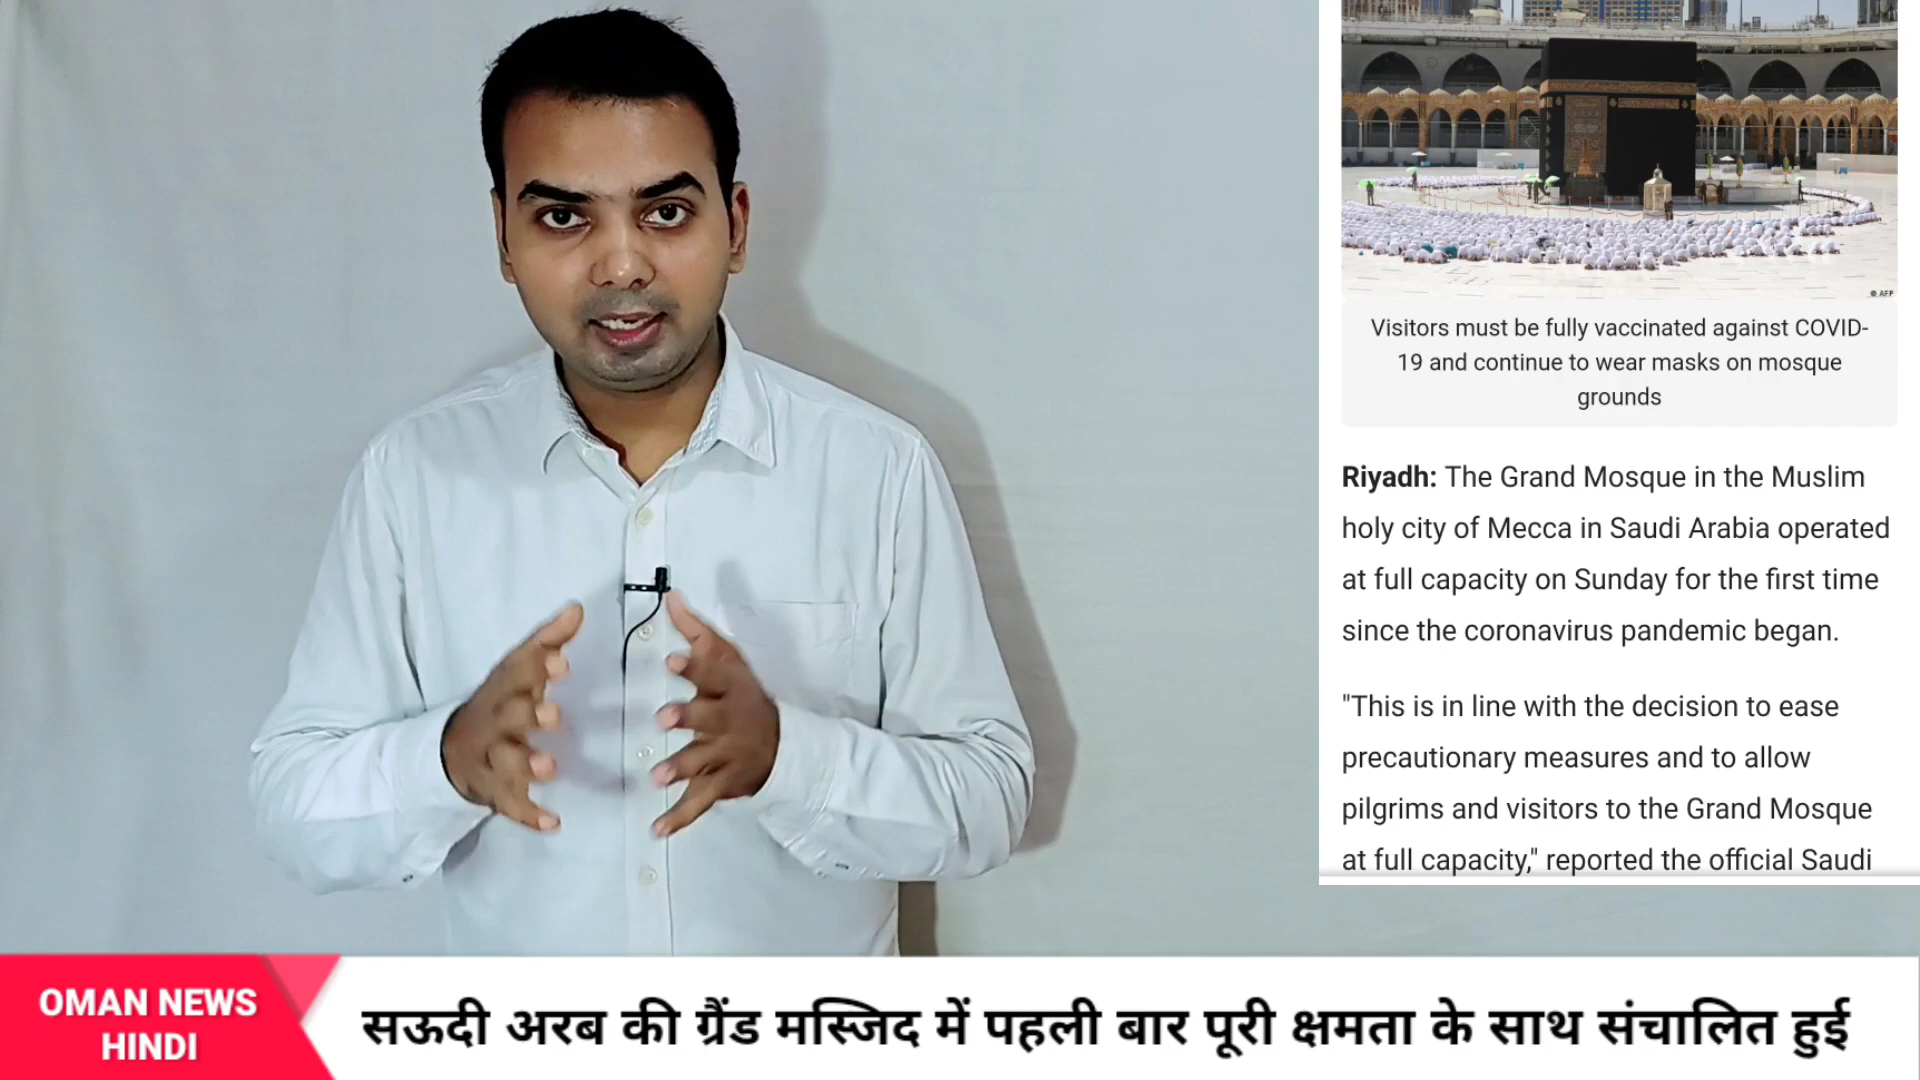 © AFP
Visitors must be fully vaccinated against COVID-
19 and continue to wear masks on mosque
grounds
Riyadh: The Grand Mosque in the Muslim
holy city of Mecca in Saudi Arabia operated
at full capacity on Sunday for the first time
since the coronavirus pandemic began.
"This is in line with the decision to ease
precautionary measures and to allow
pilgrims and visitors to the Grand Mosque
at full capacity," reported the official Saudi
OMAN NEWS
HINDI
सऊदी अरब की ग्रैंड मस्जिद में पहली बार पूरी क्षमता के साथ संचालित हुई